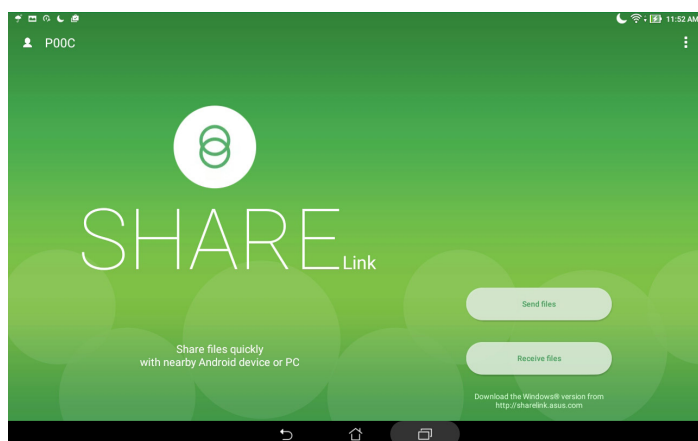 11:52 AM
P00C
SHARE Link
Share files quickly
with nearby Android device or PC
Send files
Receive files
Download the Windows® version from
http://sharelink.asus.com